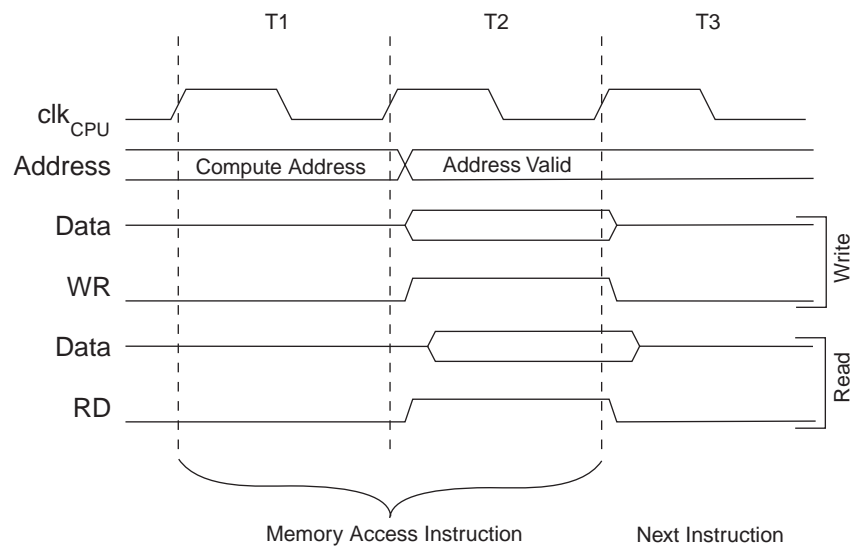 T1 T2 T3
clkCPU
Address Compute Address Address Valid
Data
WR
Write
Data
RD
Read
Memory Access Instruction Next Instruction